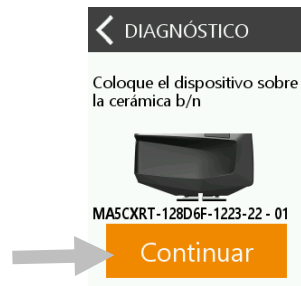 DIAGNÓSTICO
Coloque el dispositivo sobre
la cerámica b/n
MA5CXRT-128D6F-1223-22 - 01
Continuar